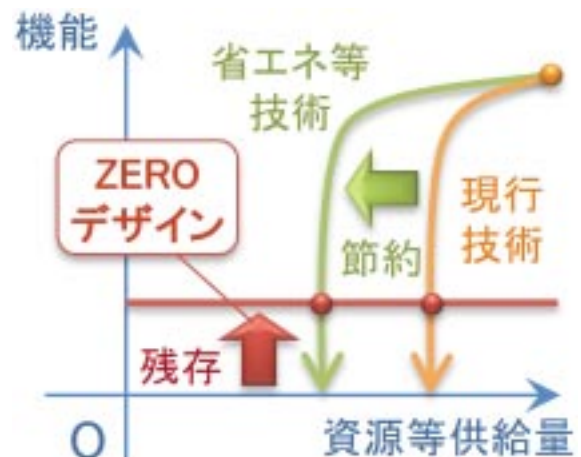 機能
省エネ等
技術
ZERO
デザイン
現行
技術
節約
残存
O
資源等供給量